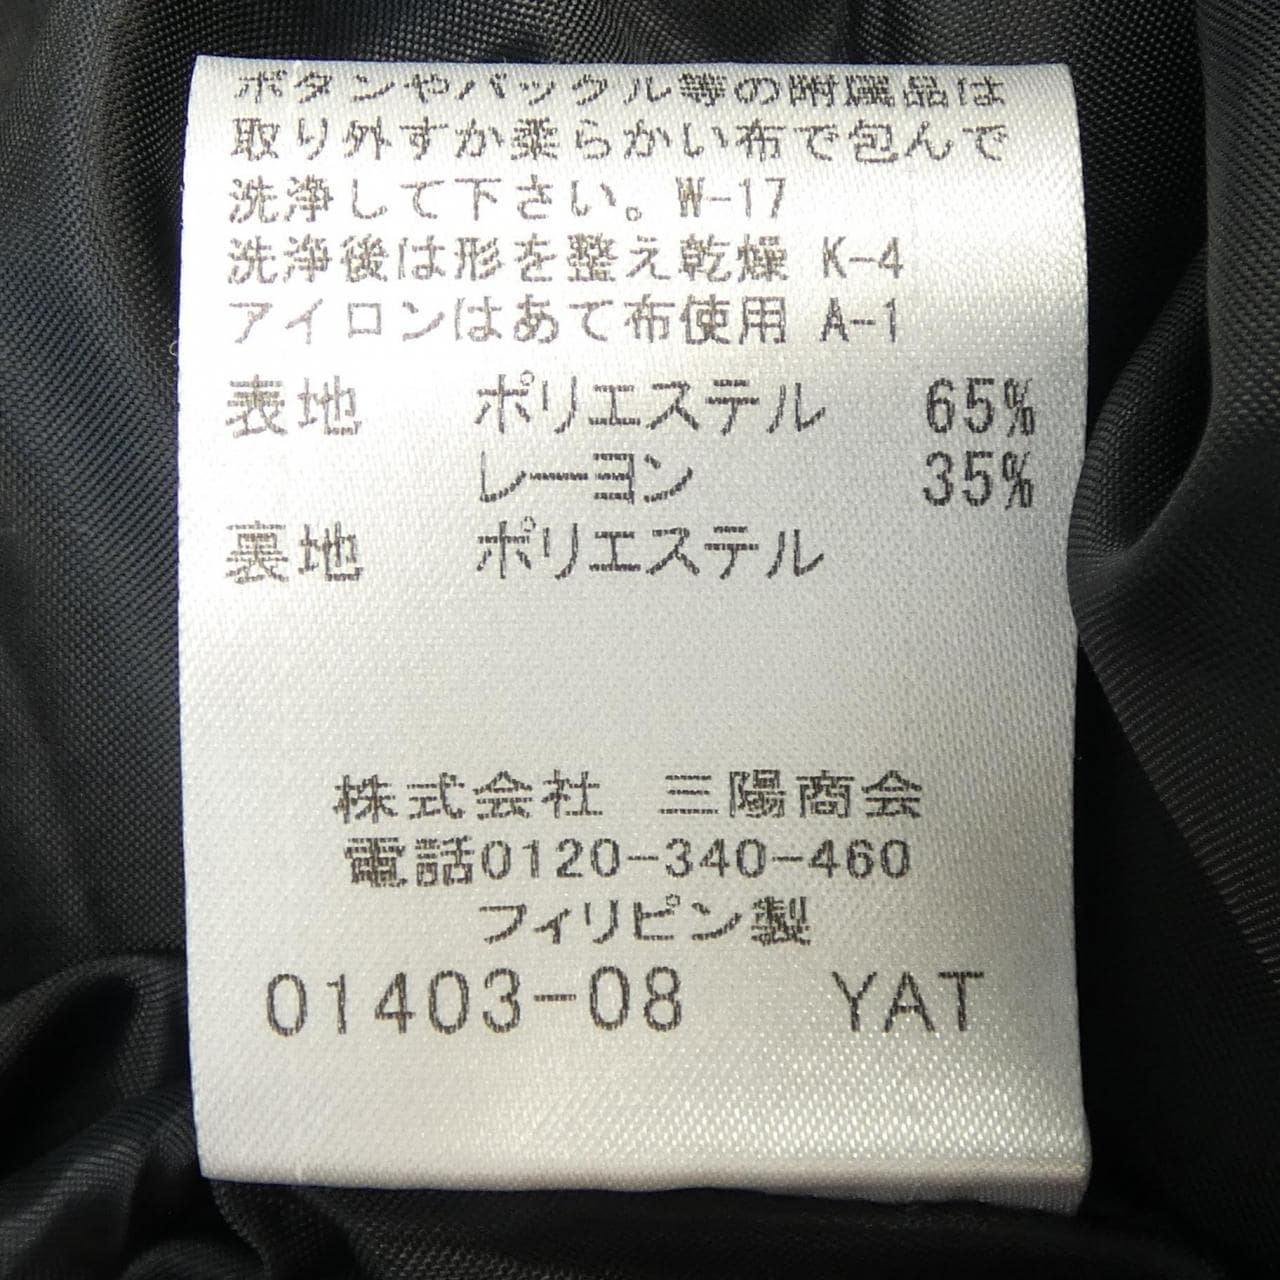 ボタンやバックル等の附属品は
取り外すか柔らかい布で包んで
洗浄して下さい。W-17
洗浄後は形を整え乾燥 K-4
アイロンはあて布使用 A-1
表地 ポリエステル 65%
レーヨン 35%
裏地 ポリエステル
株式会社 三陽商会
電話0120-340-460
フィリピン製
01403-08 YAT